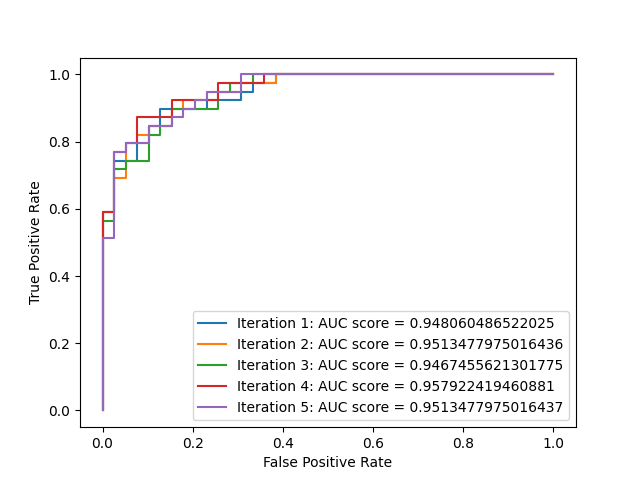 1.0
0.8
0.6
0.4
0.2
0.0
True Positive Rate
Iteration 1: AUC score = 0.948060486522025
Iteration 2: AUC score = 0.9513477975016436
Iteration 3: AUC score = 0.9467455621301775
Iteration 4: AUC score = 0.957922419460881
Iteration 5: AUC score = 0.9513477975016437
0.0 0.2 0.4 0.6 0.8 1.0
False Positive Rate